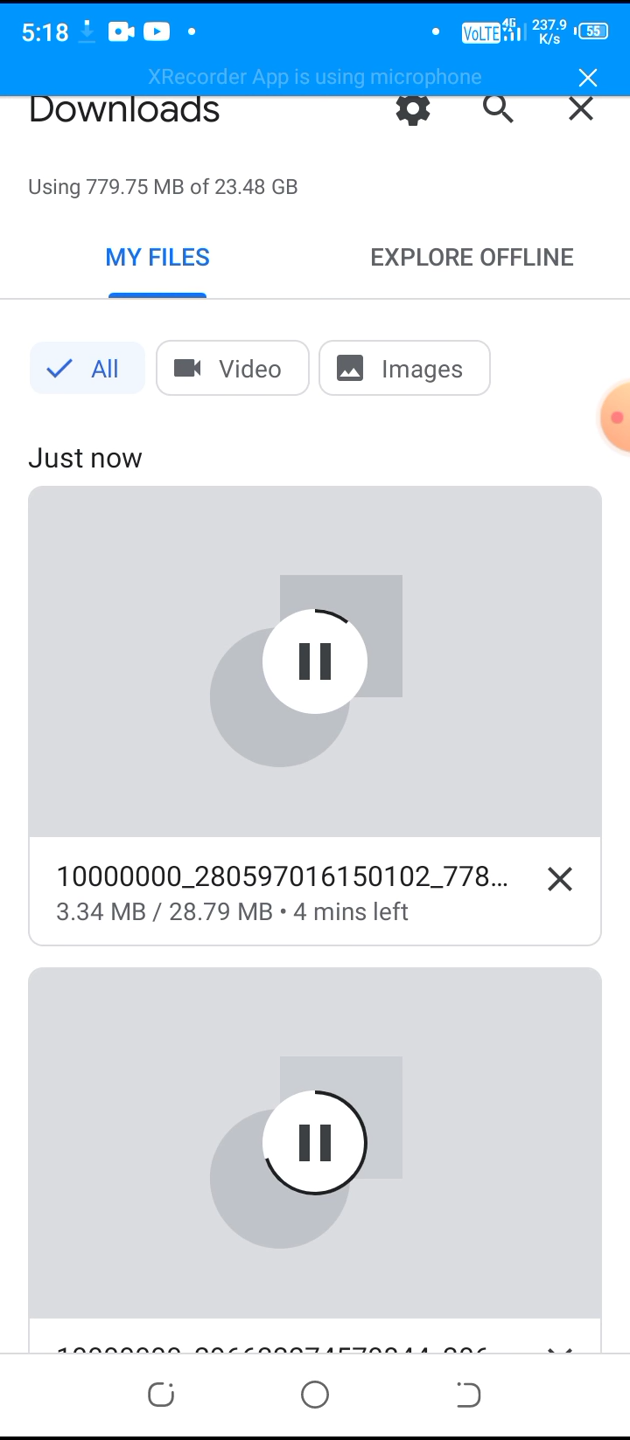 5:18 VoLTE 4G 237.9 K/s 55
XRecorder App is using microphone
Downloads
Using 779.75 MB of 23.48 GB
MY FILES EXPLORE OFFLINE
All Video Images
Just now
10000000_280597016150102_778...
3.34 MB / 28.79 MB • 4 mins left